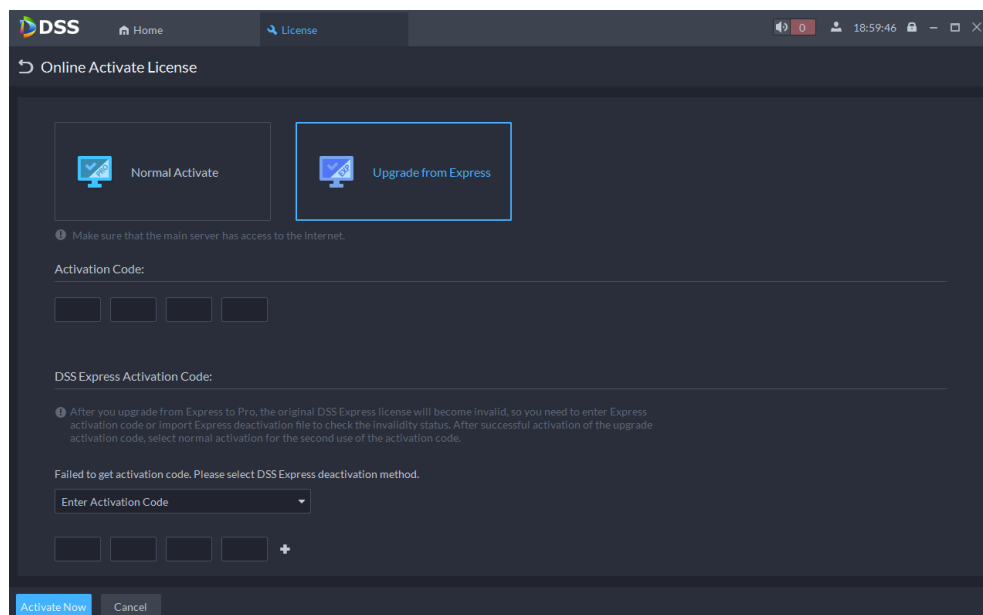 DSS
Home
License
0
18:59:46
Online Activate License
Normal Activate
Upgrade from Express
Make sure that the main server has access to the Internet.
Activation Code:
DSS Express Activation Code:
After you upgrade from Express to Pro, the original DSS Express license will become invalid, so you need to enter Express
activation code or import Express deactivation file to check the invalidity status. After successful activation of the upgrade
activation code, select normal activation for the second use of the activation code.
Failed to get activation code. Please select DSS Express deactivation method.
Enter Activation Code
Activate Now
Cancel